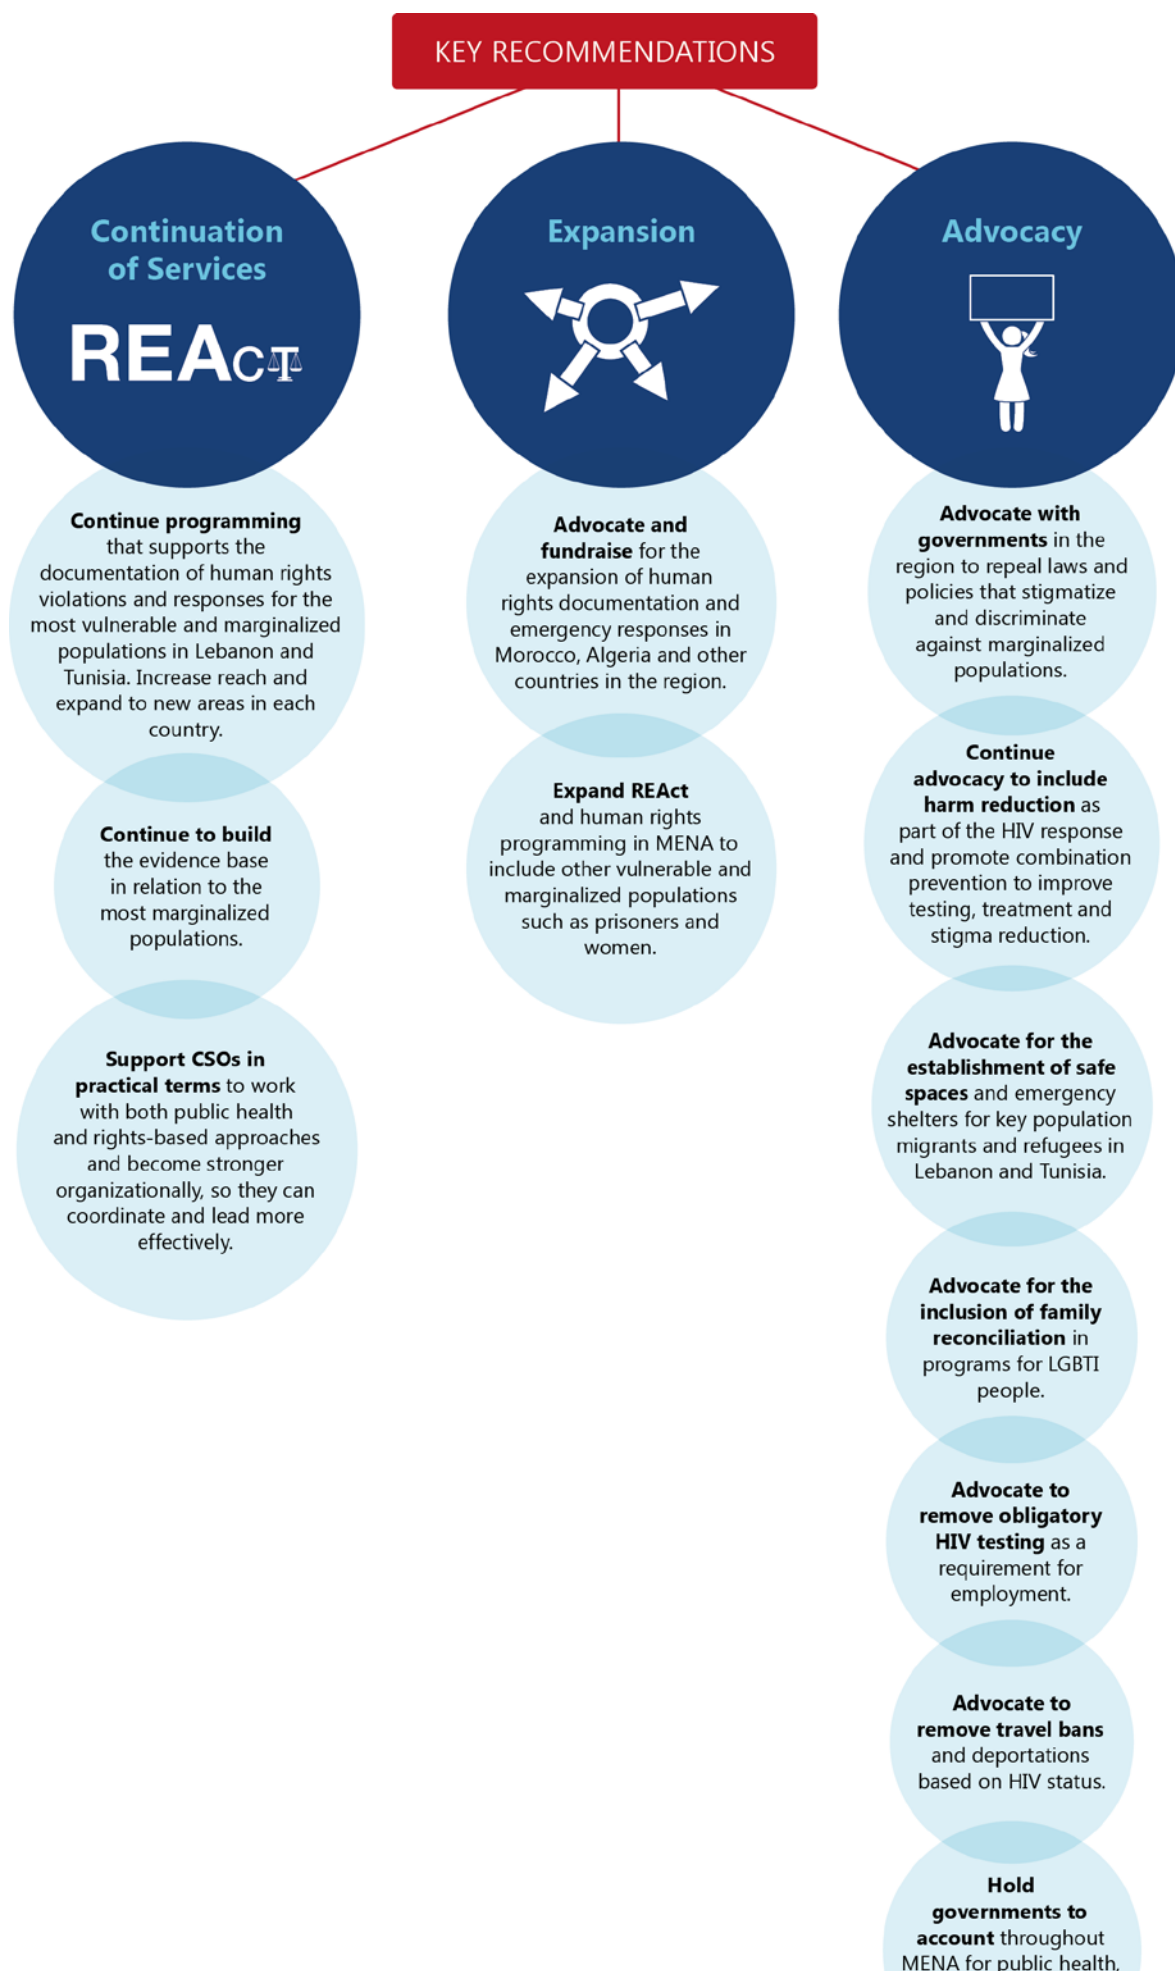 KEY RECOMMENDATIONS
Continuation
of Services
REAcT
Continue programming
that supports the
documentation of human rights
violations and responses for the
most vulnerable and marginalized
populations in Lebanon and
Tunisia. Increase reach and
expand to new areas in each
country.
Continue to build
the evidence base
in relation to the
most marginalized
populations.
Support CSOs in
practical terms to work
with both public health
and rights-based approaches
and become stronger
organizationally, so they can
coordinate and lead more
effectively.
Expansion
Advocate and
fundraise for the
expansion of human
rights documentation and
emergency responses in
Morocco, Algeria and other
countries in the region.
Expand REAct
and human rights
programming in MENA to
include other vulnerable and
marginalized populations
such as prisoners and
women.
Advocacy
Advocate with
governments in the
region to repeal laws and
policies that stigmatize
and discriminate
against marginalized
populations.
Continue
advocacy to include
harm reduction as
part of the HIV response
and promote combination
prevention to improve
testing, treatment and
stigma reduction.
Advocate for the
establishment of safe
spaces and emergency
shelters for key population
migrants and refugees in
Lebanon and Tunisia.
Advocate for the
inclusion of family
reconciliation in
programs for LGBTI
people.
Advocate to
remove obligatory
HIV testing as a
requirement for
employment.
Advocate to
remove travel bans
and deportations
based on HIV status.
Hold
governments to
account throughout
MENA for public health,